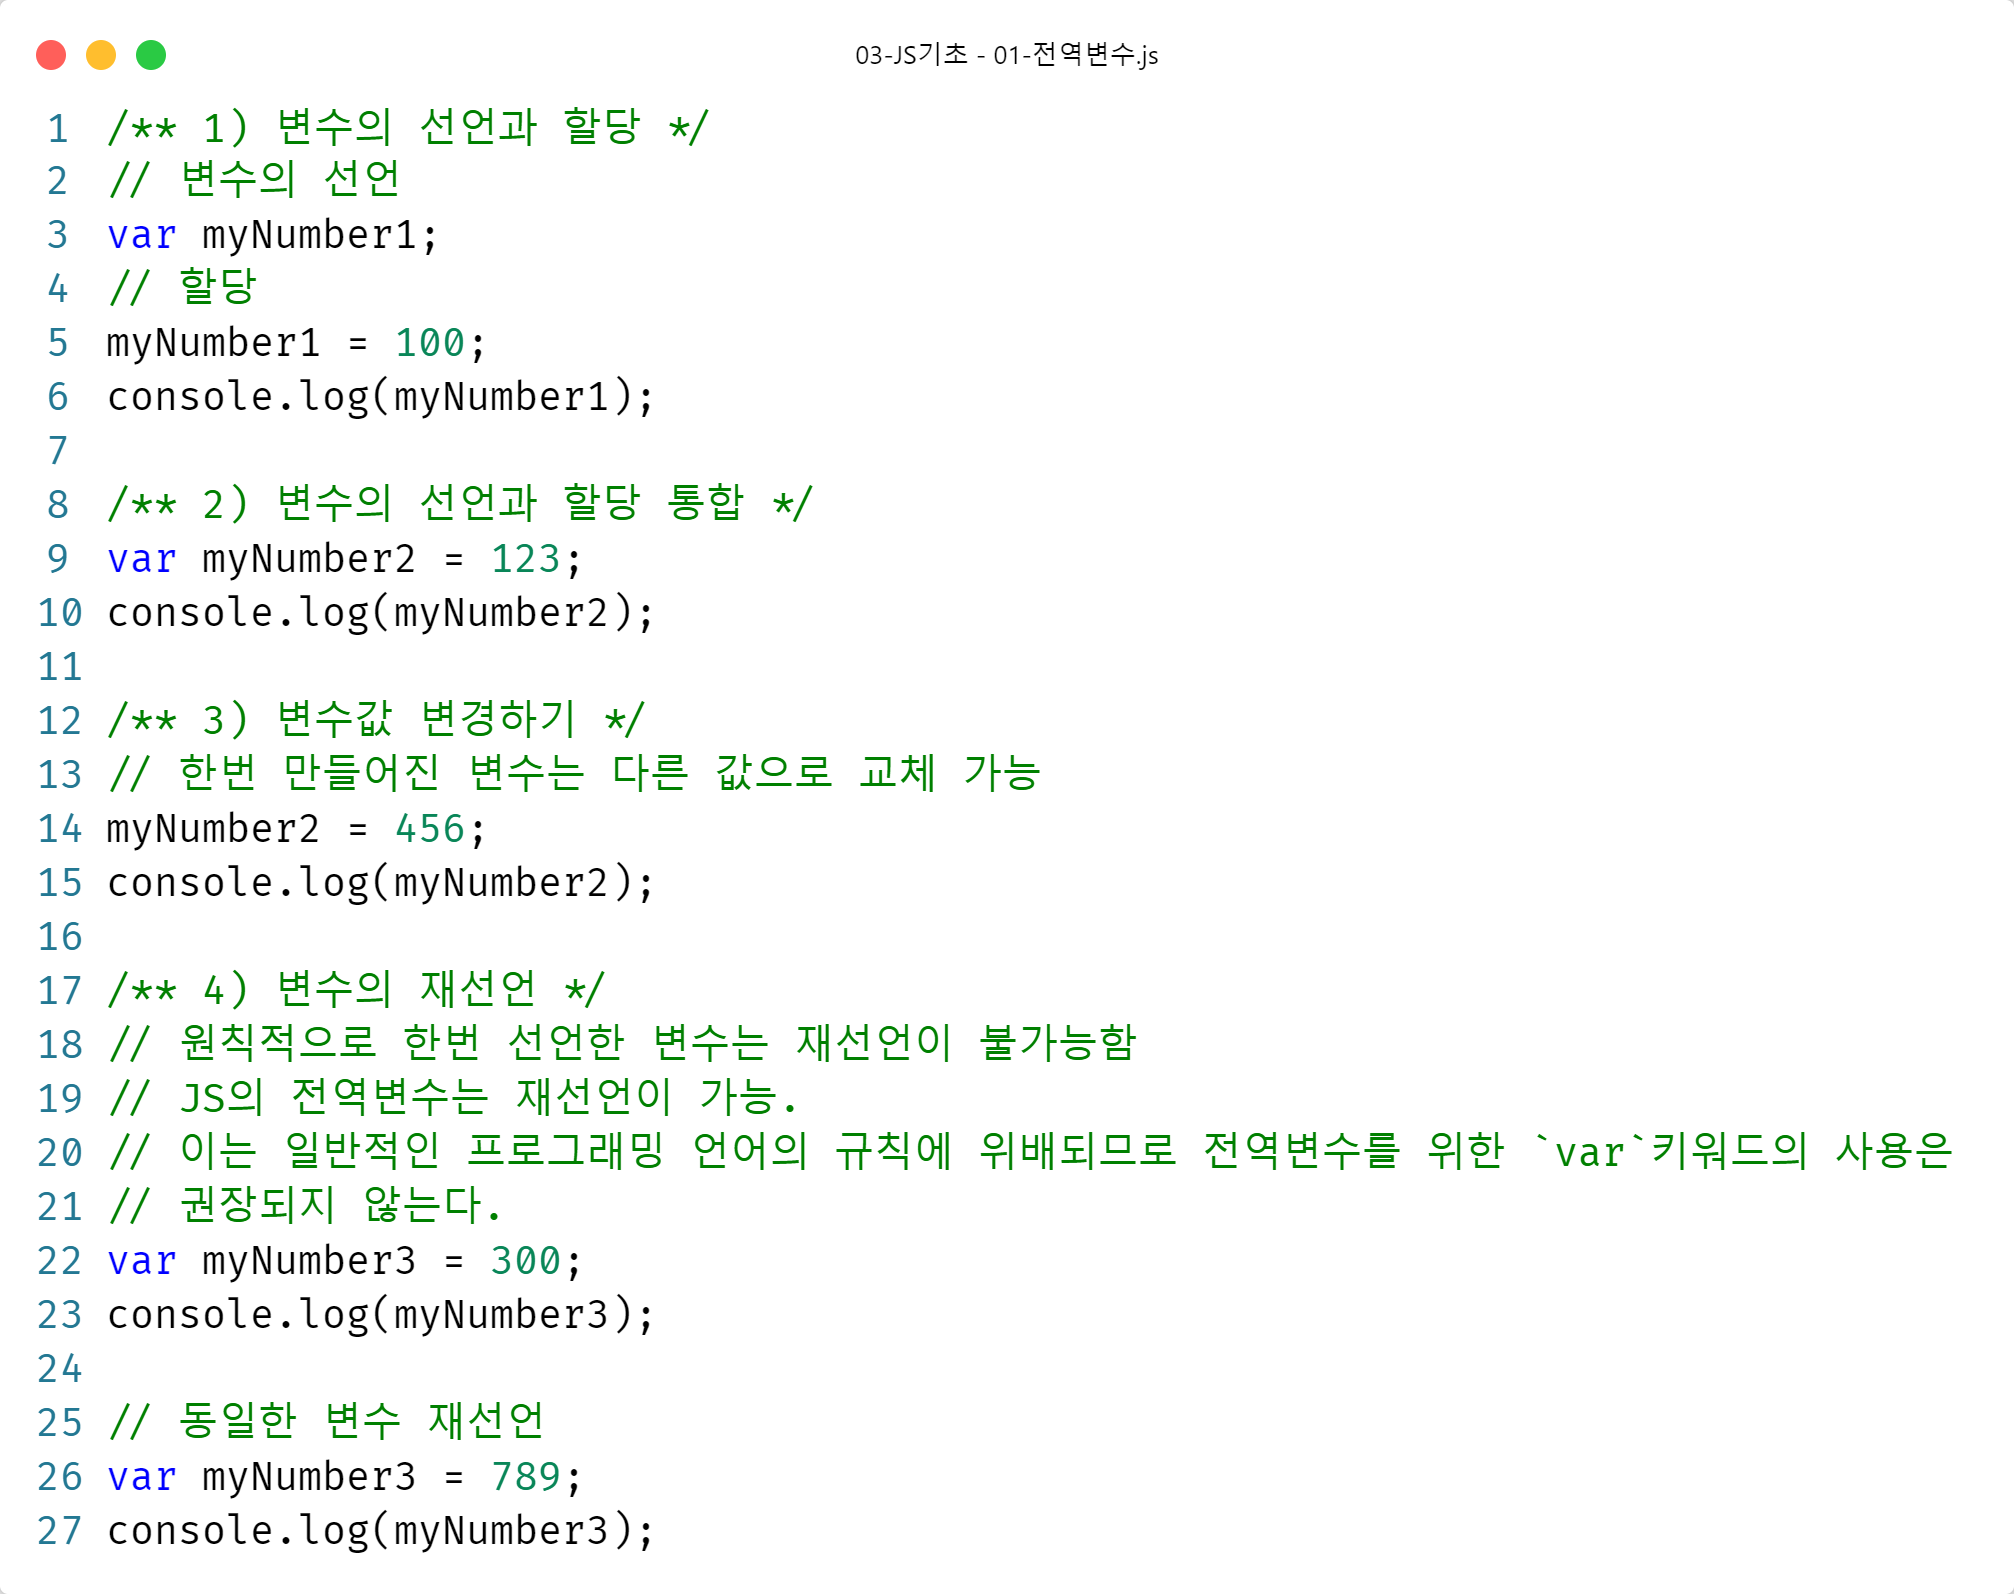 03-JS기초 - 01-전역변수.js
1 /** 1) 변수의 선언과 할당 */
2 // 변수의 선언
3 var myNumber1;
4 // 할당
5 myNumber1 = 100;
6 console.log(myNumber1);
7
8 /** 2) 변수의 선언과 할당 통합 */
9 var myNumber2 = 123;
10 console.log(myNumber2);
11
12 /** 3) 변수값 변경하기 */
13 // 한번 만들어진 변수는 다른 값으로 교체 가능
14 myNumber2 = 456;
15 console.log(myNumber2);
16
17 /** 4) 변수의 재선언 */
18 // 원칙적으로 한번 선언한 변수는 재선언이 불가능함
19 // JS의 전역변수는 재선언이 가능.
20 // 이는 일반적인 프로그래밍 언어의 규칙에 위배되므로 전역변수를 위한 `var`키워드의 사용은
21 // 권장되지 않는다.
22 var myNumber3 = 300;
23 console.log(myNumber3);
24
25 // 동일한 변수 재선언
26 var myNumber3 = 789;
27 console.log(myNumber3);